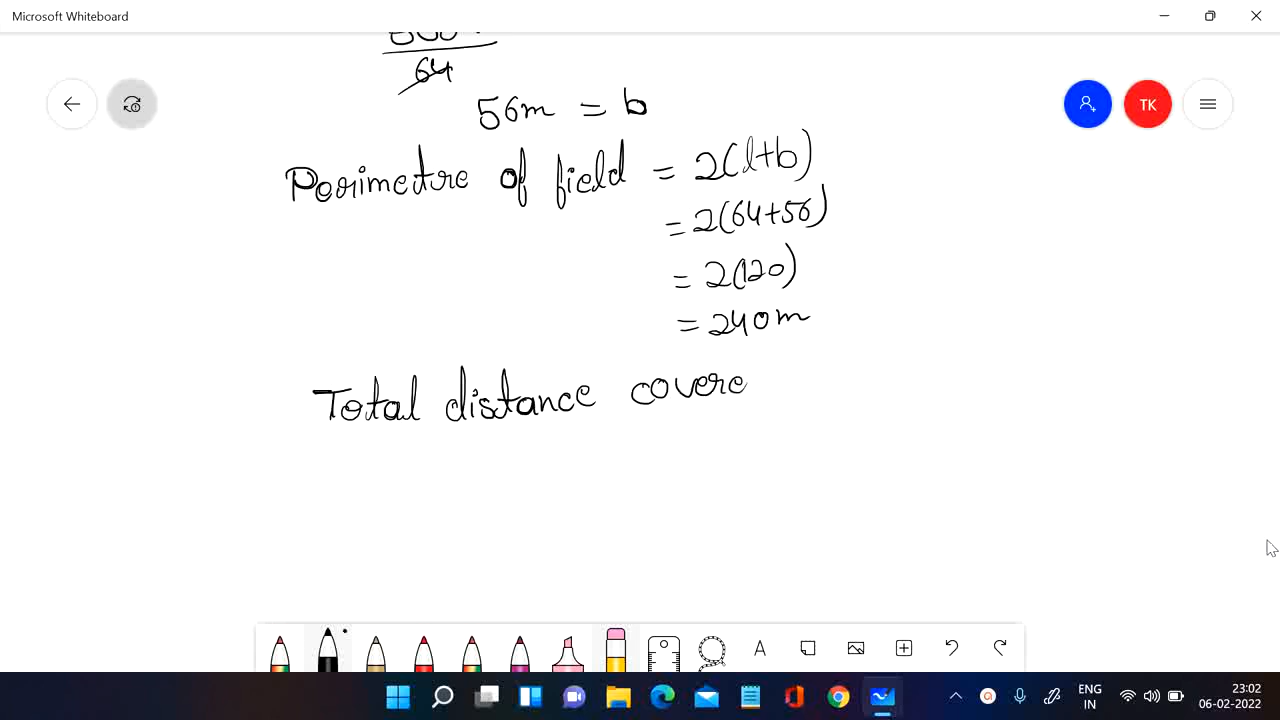 Microsoft Whiteboard
64
56m = b
TK
Perimetre of field = 2(l+b)
= 2(64+56)
= 2(120)
= 240m
Total distance covere
A
ENG
IN
23:02
06-02-2022